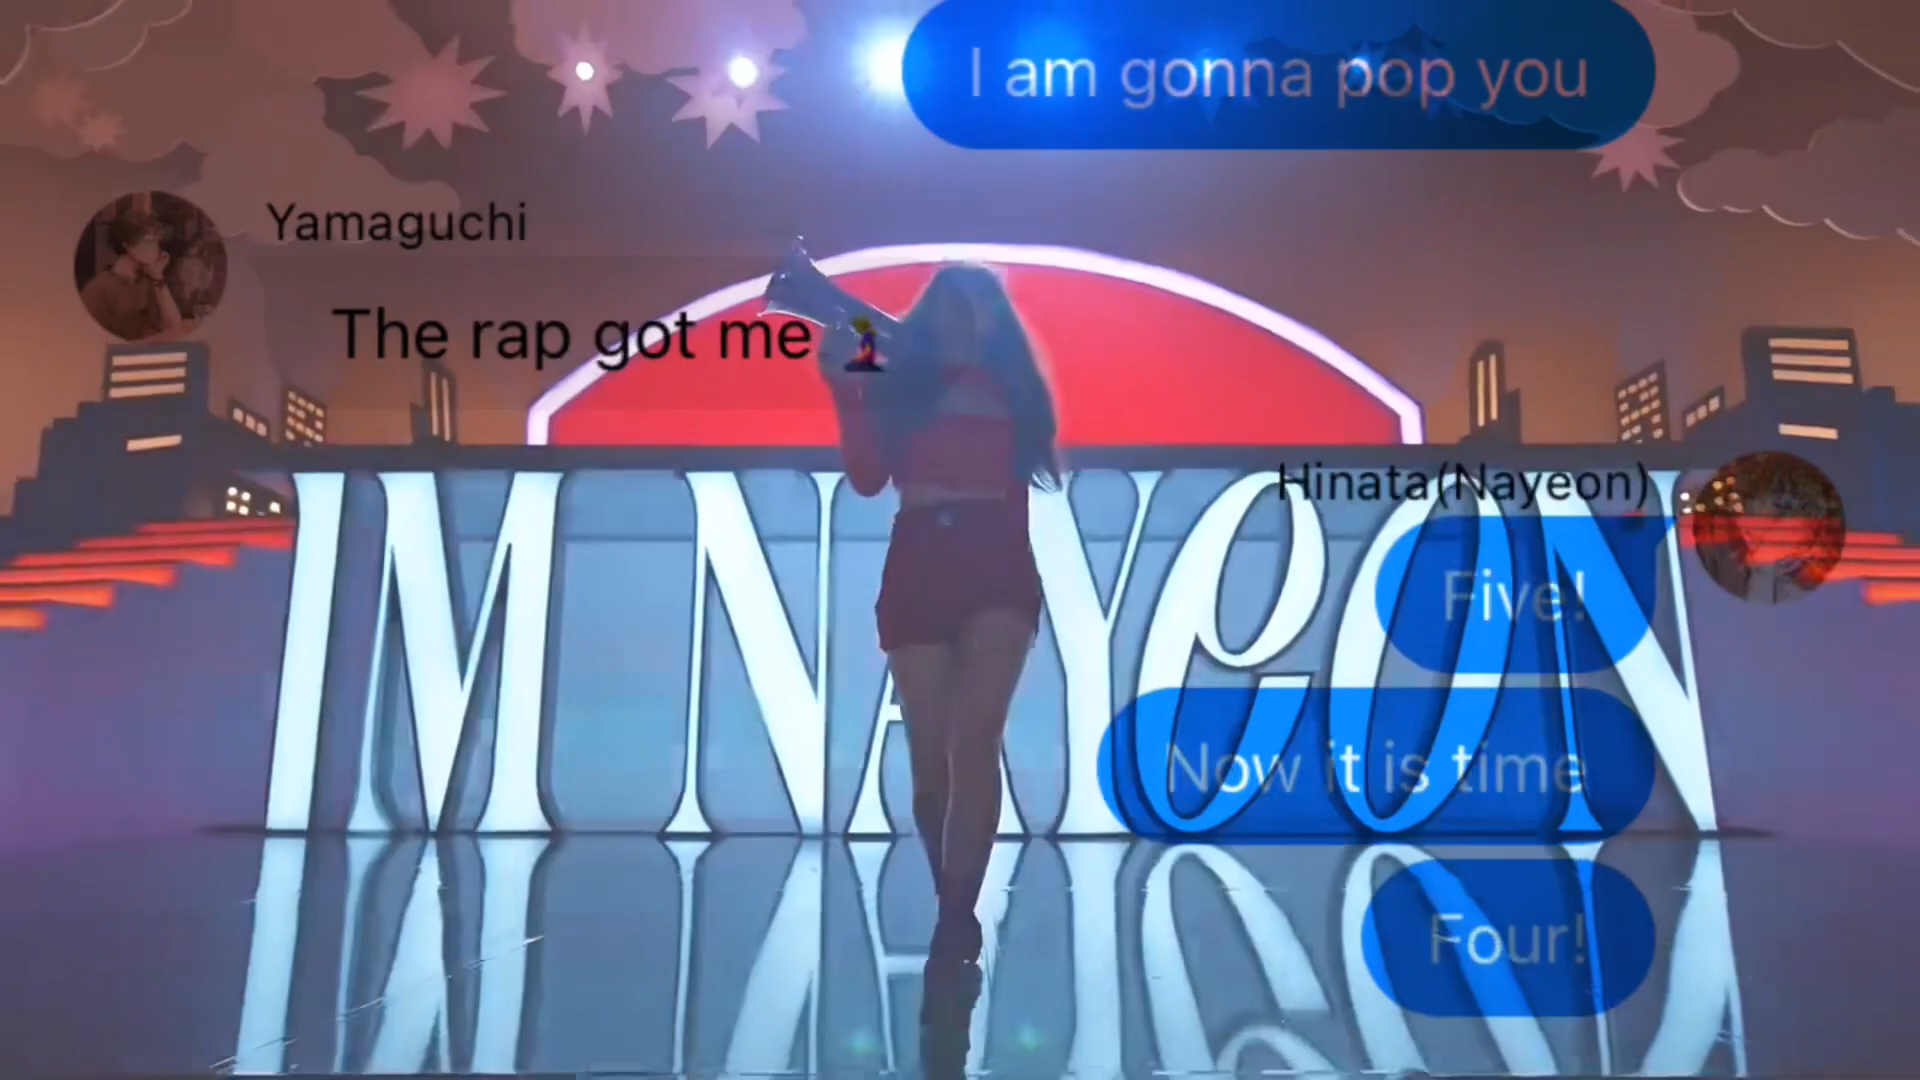 I am gonna pop you
Yamaguchi
The rap got me
Hinata(Nayeon)
IM NAYEON
Five!
Now it is time
Four!